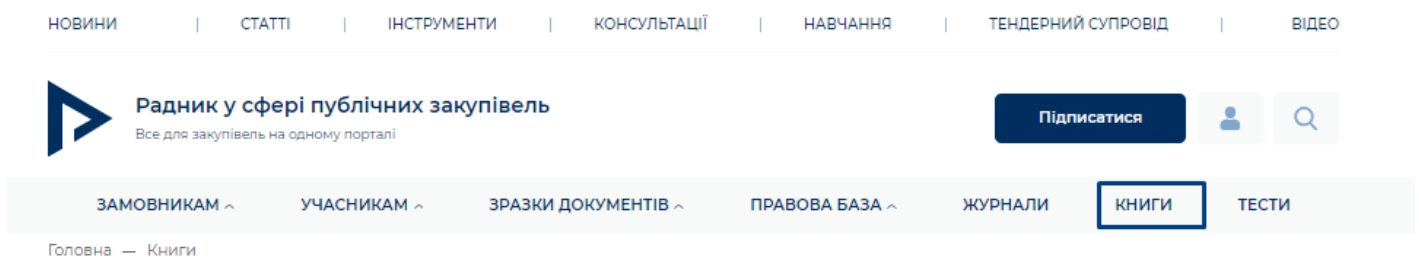 НОВИНИ | СТАТТІ | ІНСТРУМЕНТИ | КОНСУЛЬТАЦІЇ | НАВЧАННЯ | ТЕНДЕРНИЙ СУПРОВІД | ВІДЕО
Радник у сфері публічних закупівель
Все для закупівель на одному порталі
Підписатися
ЗАМОВНИКАМ УЧАСНИКАМ ЗРАЗКИ ДОКУМЕНТІВ ПРАВОВА БАЗА ЖУРНАЛИ КНИГИ ТЕСТИ
Головна — Книги